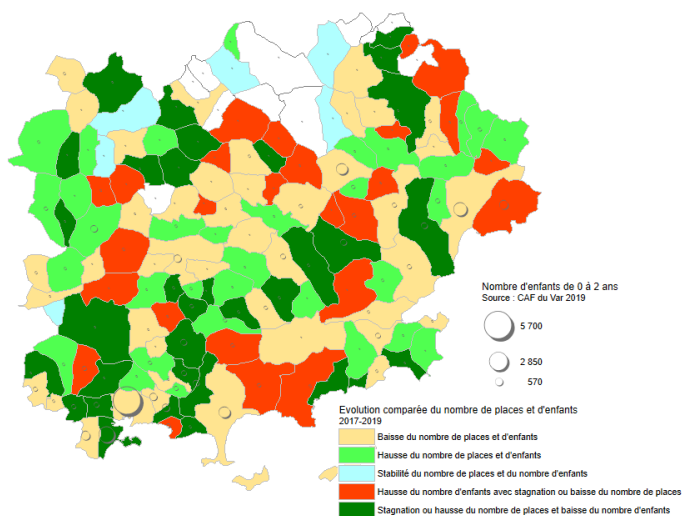 Nombre d'enfants de 0 à 2 ans
Source : CAF du Var 2019
5 700
2 850
570
Evolution comparée du nombre de places et d'enfants
2017-2019
Baisse du nombre de places et d'enfants
Hausse du nombre de places et d'enfants
Stabilité du nombre de places et du nombre d'enfants
Hausse du nombre d'enfants avec stagnation ou baisse du nombre de places
Stagnation ou hausse du nombre de places et baisse du nombre d'enfants